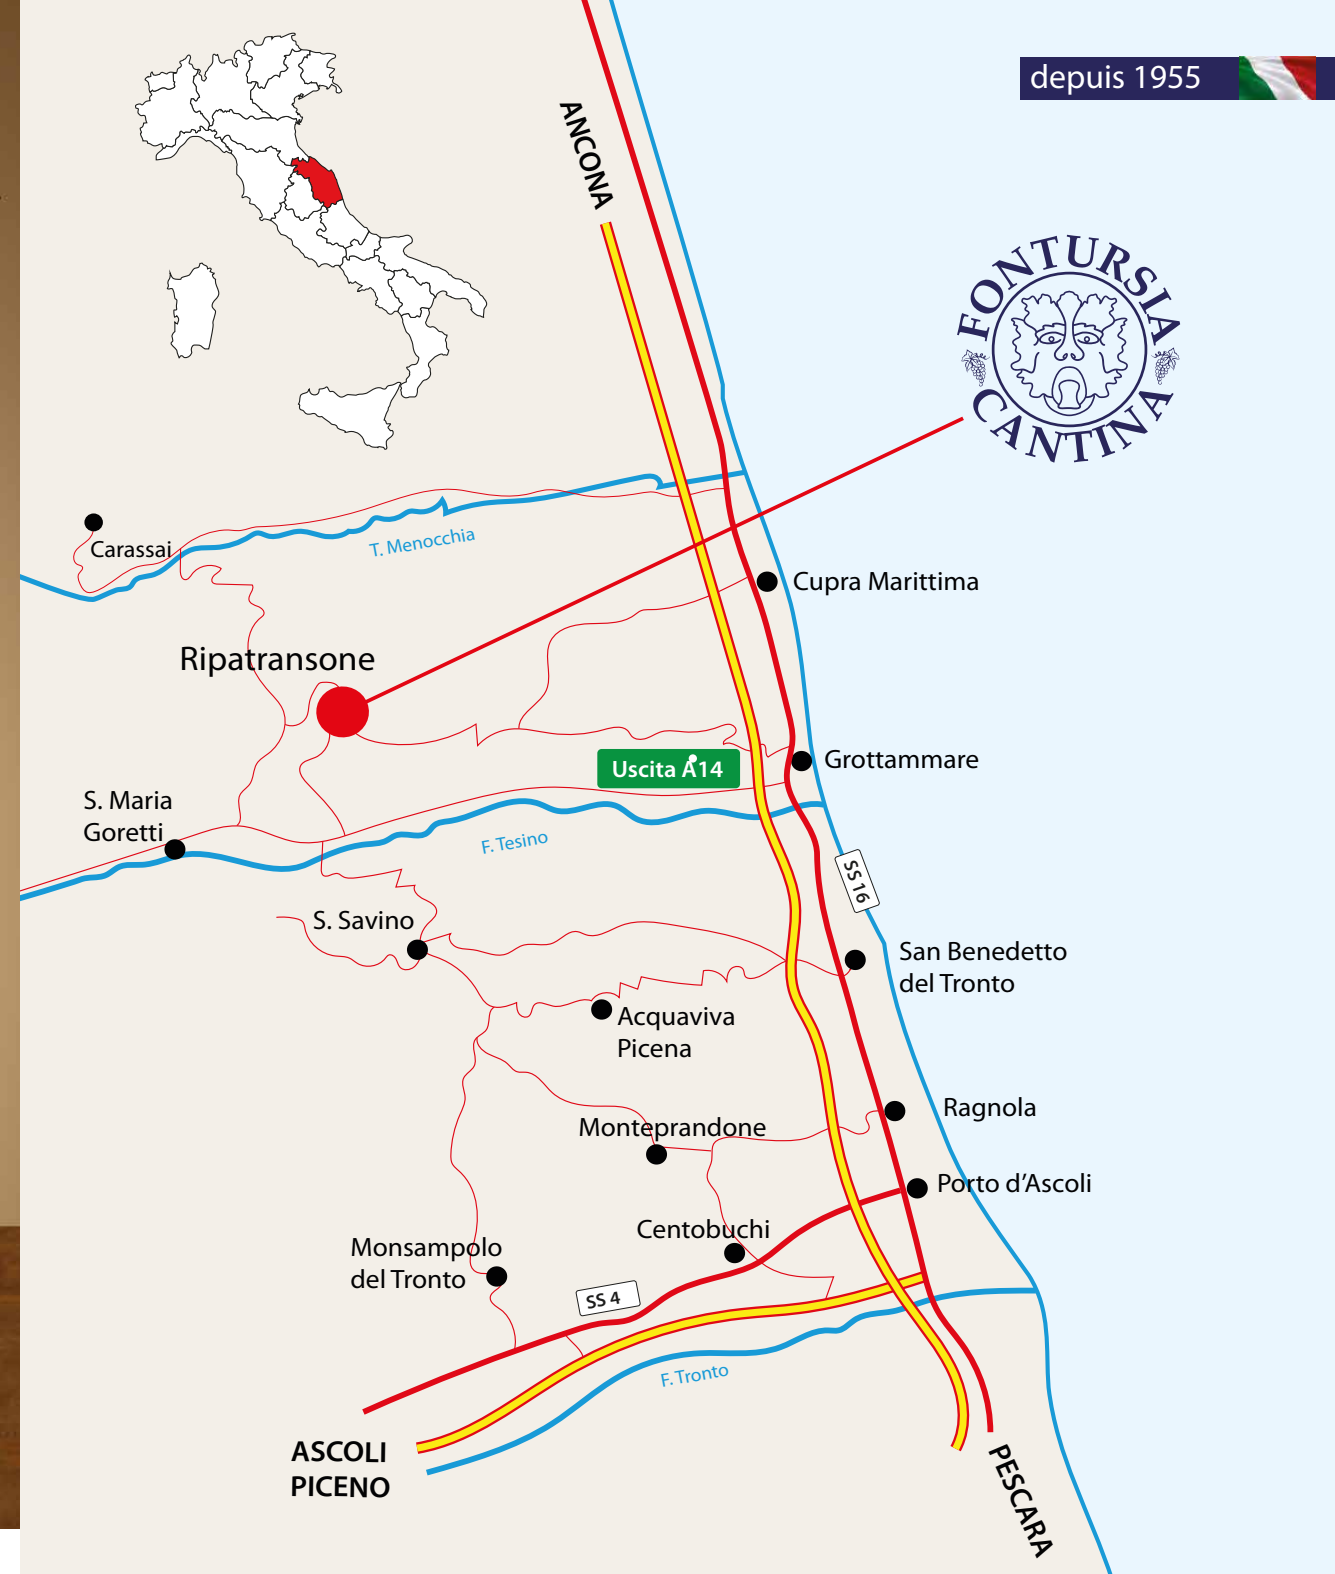 depuis 1955
ANCONA
FONTURSIA
CANTINA
Carassai
T. Menocchia
Cupra Marittima
Ripatransone
Grottammare
Uscita A14
S. Maria
Goretti
F. Tesino
SS 16
S. Savino
San Benedetto
del Tronto
Acquaviva
Picena
Ragnola
Monteprandone
Porto d’Ascoli
Centobuchi
Monsampolo
del Tronto
SS 4
F. Tronto
ASCOLI
PICENO
PESCARA